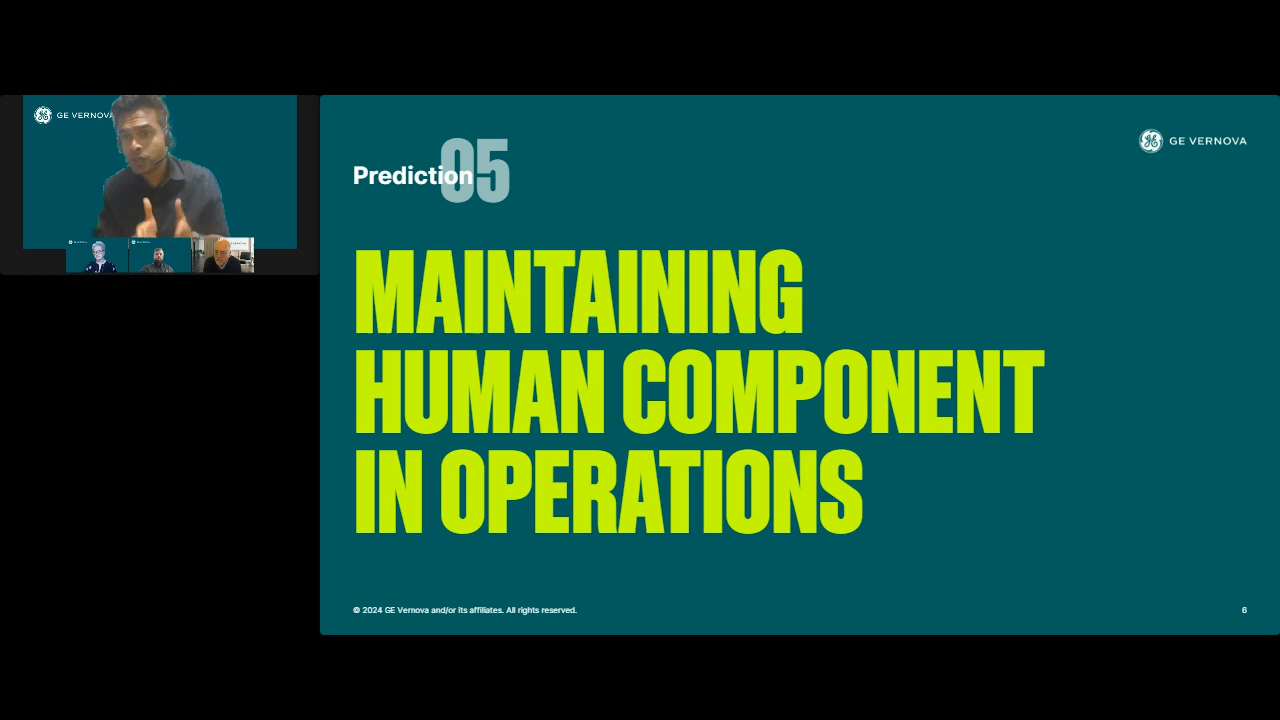 GE VERNOVA
GE VERNOVA
Prediction 05
MAINTAINING
HUMAN COMPONENT
IN OPERATIONS
© 2024 GE Vernova and/or its affiliates. All rights reserved.
6